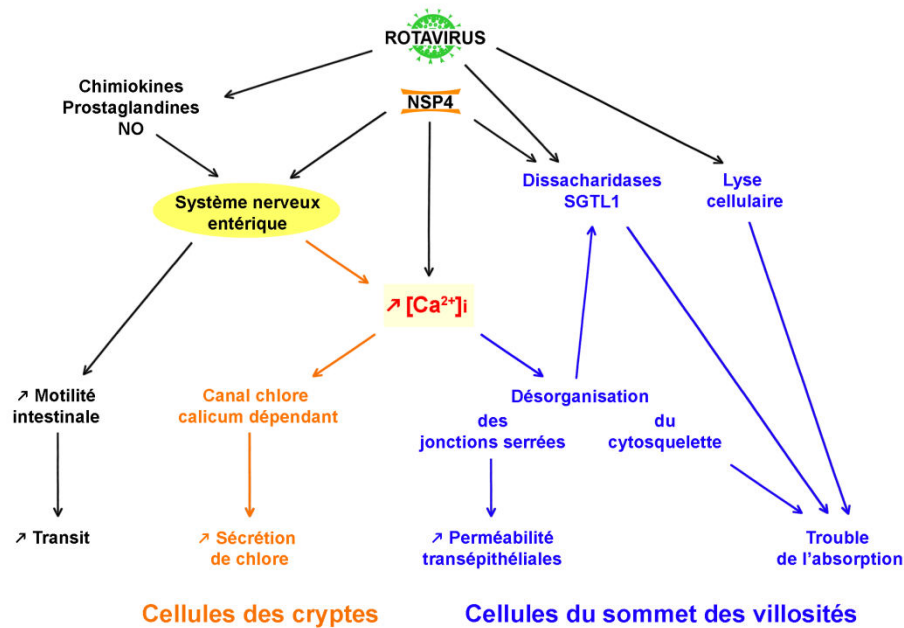 ROTAVIRUS
Chimiokines
Prostaglandines
NO
NSP4
Dissacharidases
SGTL1
Lyse
cellulaire
Système nerveux
entérique
↗ [Ca²⁺]i
↗ Motilité
intestinale
Canal chlore
calicum dépendant
Désorganisation
des
jonctions serrées
du
cytosquelette
↗ Transit
↗ Sécrétion
de chlore
↗ Perméabilité
transépithéliales
Trouble
de l'absorption
Cellules des cryptes
Cellules du sommet des villosités